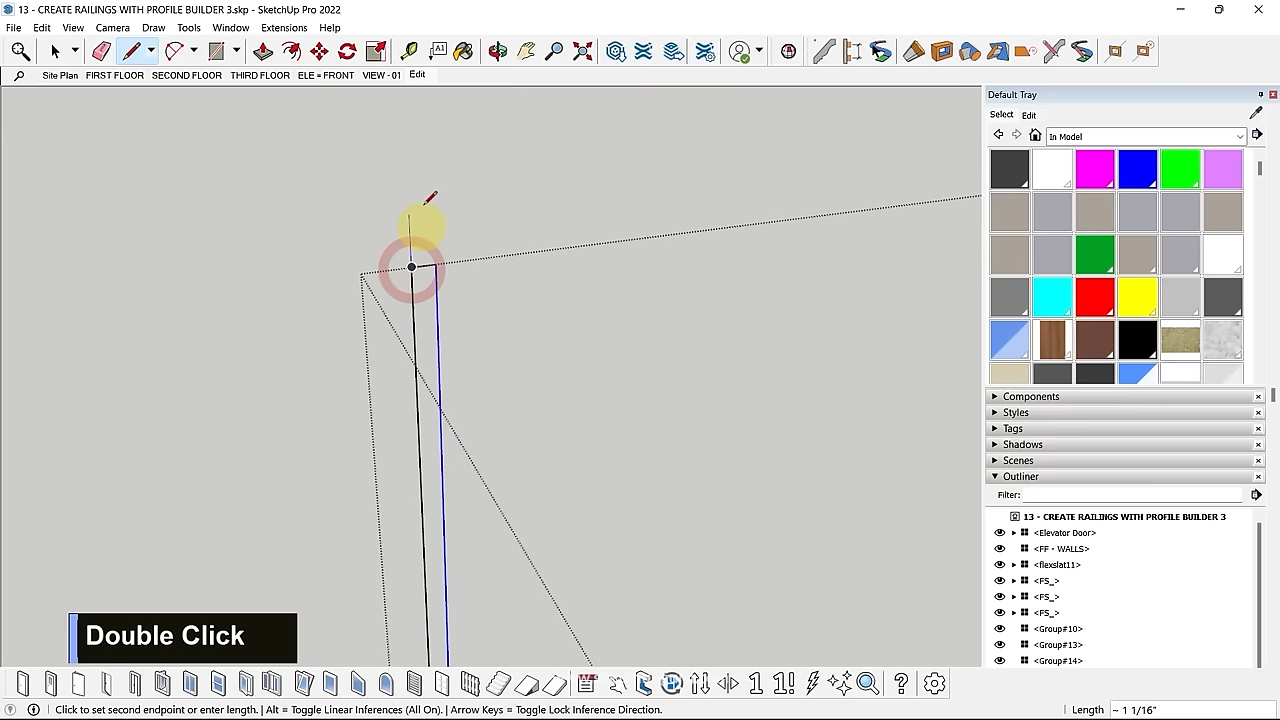 13 - CREATE RAILINGS WITH PROFILE BUILDER 3.skp - SketchUp Pro 2022
File Edit View Camera Draw Tools Window Extensions Help
Site Plan FIRST FLOOR SECOND FLOOR THIRD FLOOR ELE = FRONT VIEW - 01 Edit
Default Tray
Select Edit
In Model
Components
Styles
Tags
Shadows
Scenes
Outliner
Filter:
13 - CREATE RAILINGS WITH PROFILE BUILDER 3
<Elevator Door>
<FF - WALLS>
<flexslat11>
<FS_>
<FS_>
<FS_>
<Group#10>
<Group#13>
<Group#14>
Double Click
1 1! ?
Click to set second endpoint or enter length. | Alt = Toggle Linear Inferences (All On). | Arrow Keys = Toggle Lock Inference Direction. | Length ~ 1 1/16"